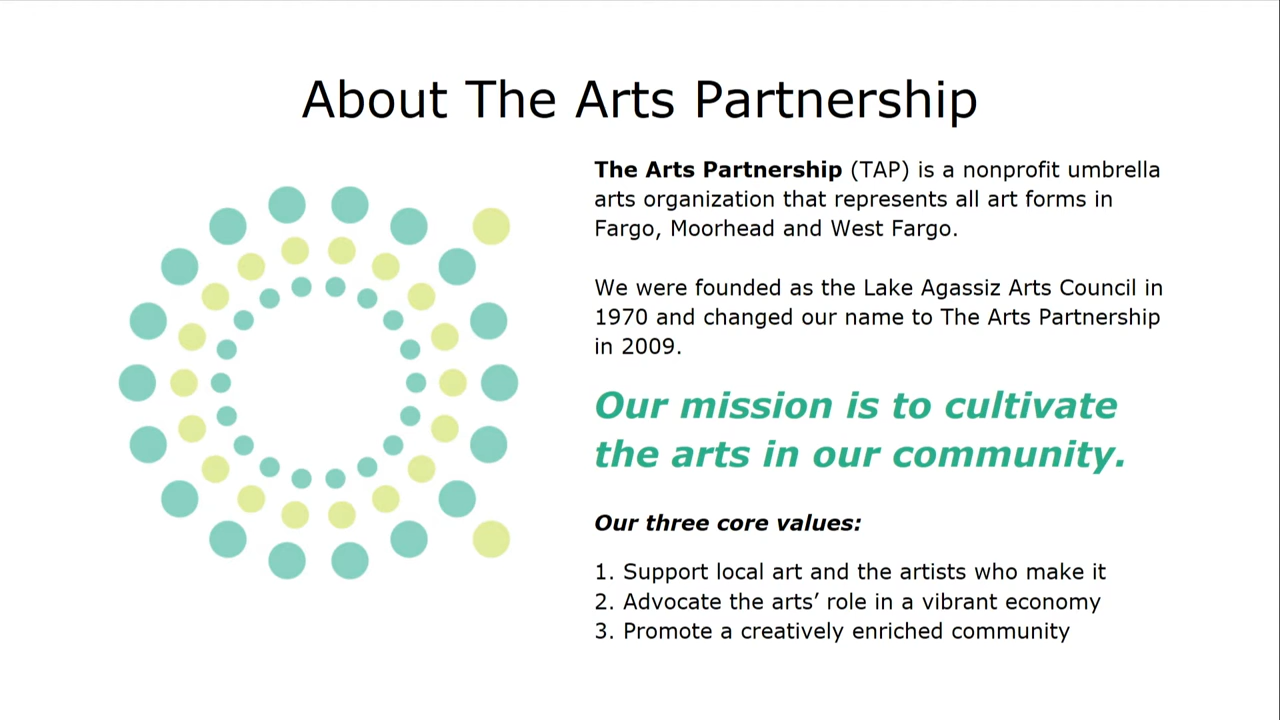 About The Arts Partnership
The Arts Partnership (TAP) is a nonprofit umbrella
arts organization that represents all art forms in
Fargo, Moorhead and West Fargo.
We were founded as the Lake Agassiz Arts Council in
1970 and changed our name to The Arts Partnership
in 2009.
Our mission is to cultivate
the arts in our community.
Our three core values:
1. Support local art and the artists who make it
2. Advocate the arts’ role in a vibrant economy
3. Promote a creatively enriched community